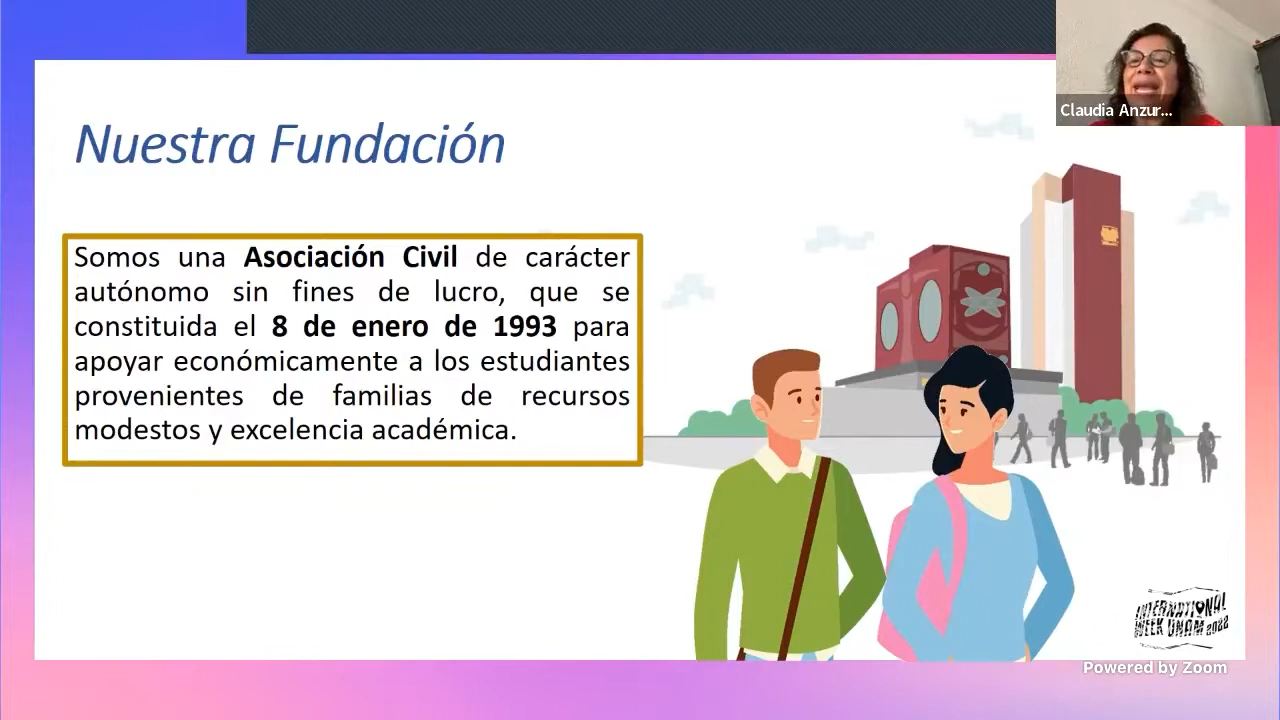 Claudia Anzur...
Nuestra Fundación
Somos una Asociación Civil de carácter
autónomo sin fines de lucro, que se
constituida el 8 de enero de 1993 para
apoyar económicamente a los estudiantes
provenientes de familias de recursos
modestos y excelencia académica.
INTERNATIONAL
WEEK UNAM 2022
Powered by Zoom